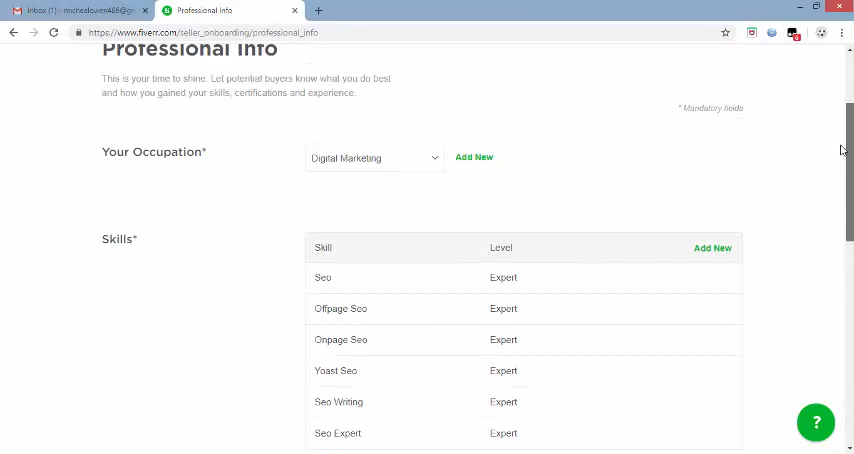 Inbox (1) - michealowen486@gm
Professional Info
https://www.fiverr.com/seller_onboarding/professional_info
2
Professional Info
This is your time to shine. Let potential buyers know what you do best
and how you gained your skills, certifications and experience.
* Mandatory fields
Your Occupation*
Digital Marketing
Add New
Skills*
Skill
Level
Add New
Seo
Expert
Offpage Seo
Expert
Onpage Seo
Expert
Yoast Seo
Expert
Seo Writing
Expert
Seo Expert
Expert
?